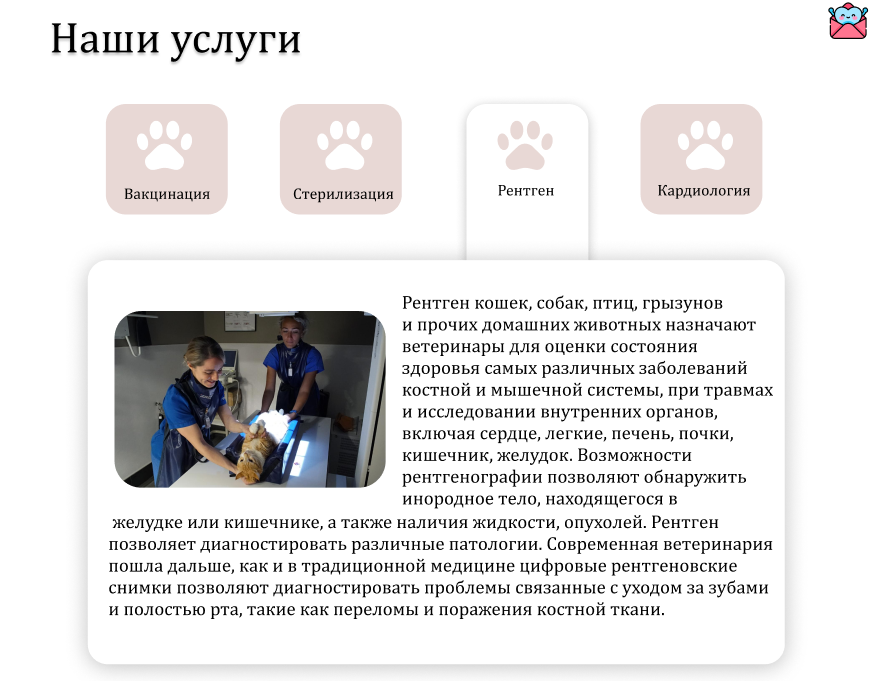 Наши услуги
Вакцинация
Стерилизация
Рентген
Кардиология
Рентген кошек, собак, птиц, грызунов
и прочих домашних животных назначают
ветеринары для оценки состояния
здоровья самых различных заболеваний
костной и мышечной системы, при травмах
и исследовании внутренних органов,
включая сердце, легкие, печень, почки,
кишечник, желудок. Возможности
рентгенографии позволяют обнаружить
инородное тело, находящегося в
желудке или кишечнике, а также наличия жидкости, опухолей. Рентген
позволяет диагностировать различные патологии. Современная ветеринария
пошла дальше, как и в традиционной медицине цифровые рентгеновские
снимки позволяют диагностировать проблемы связанные с уходом за зубами
и полостью рта, такие как переломы и поражения костной ткани.